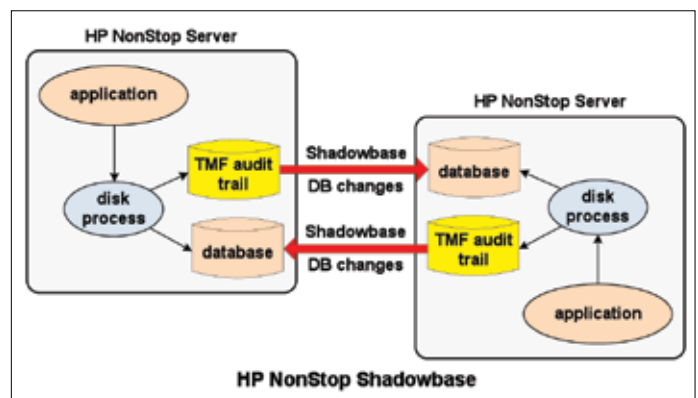 HP NonStop Server
application
TMF audit
trail
disk
process
database
Shadowbase
DB changes
Shadowbase
DB changes
HP NonStop Server
database
disk
process
TMF audit
trail
application
HP NonStop Shadowbase